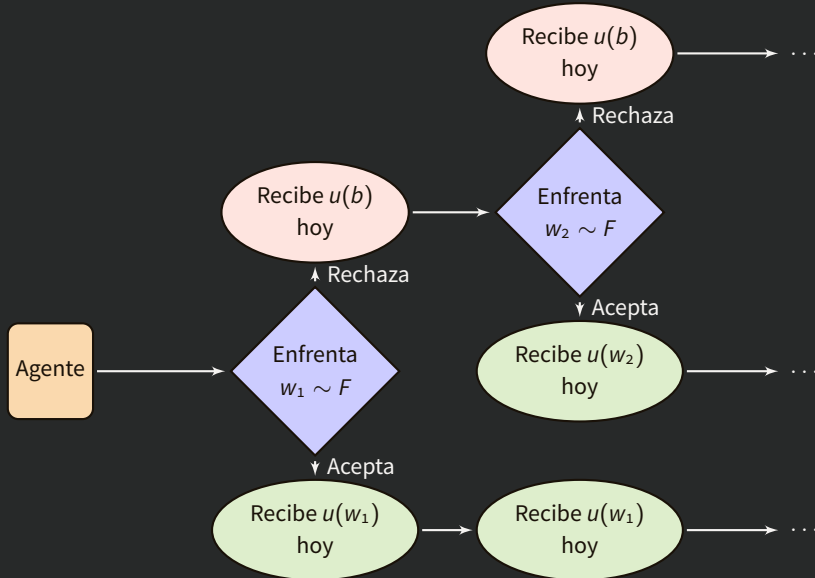 Recibe u(b)
hoy
. . .
Rechaza
Recibe u(b)
hoy
Enfrenta
w₂ ∼ F
Rechaza
Acepta
Agente
Enfrenta
w₁ ∼ F
Recibe u(w₂)
hoy
. . .
Acepta
Recibe u(w₁)
hoy
Recibe u(w₁)
hoy
. . .